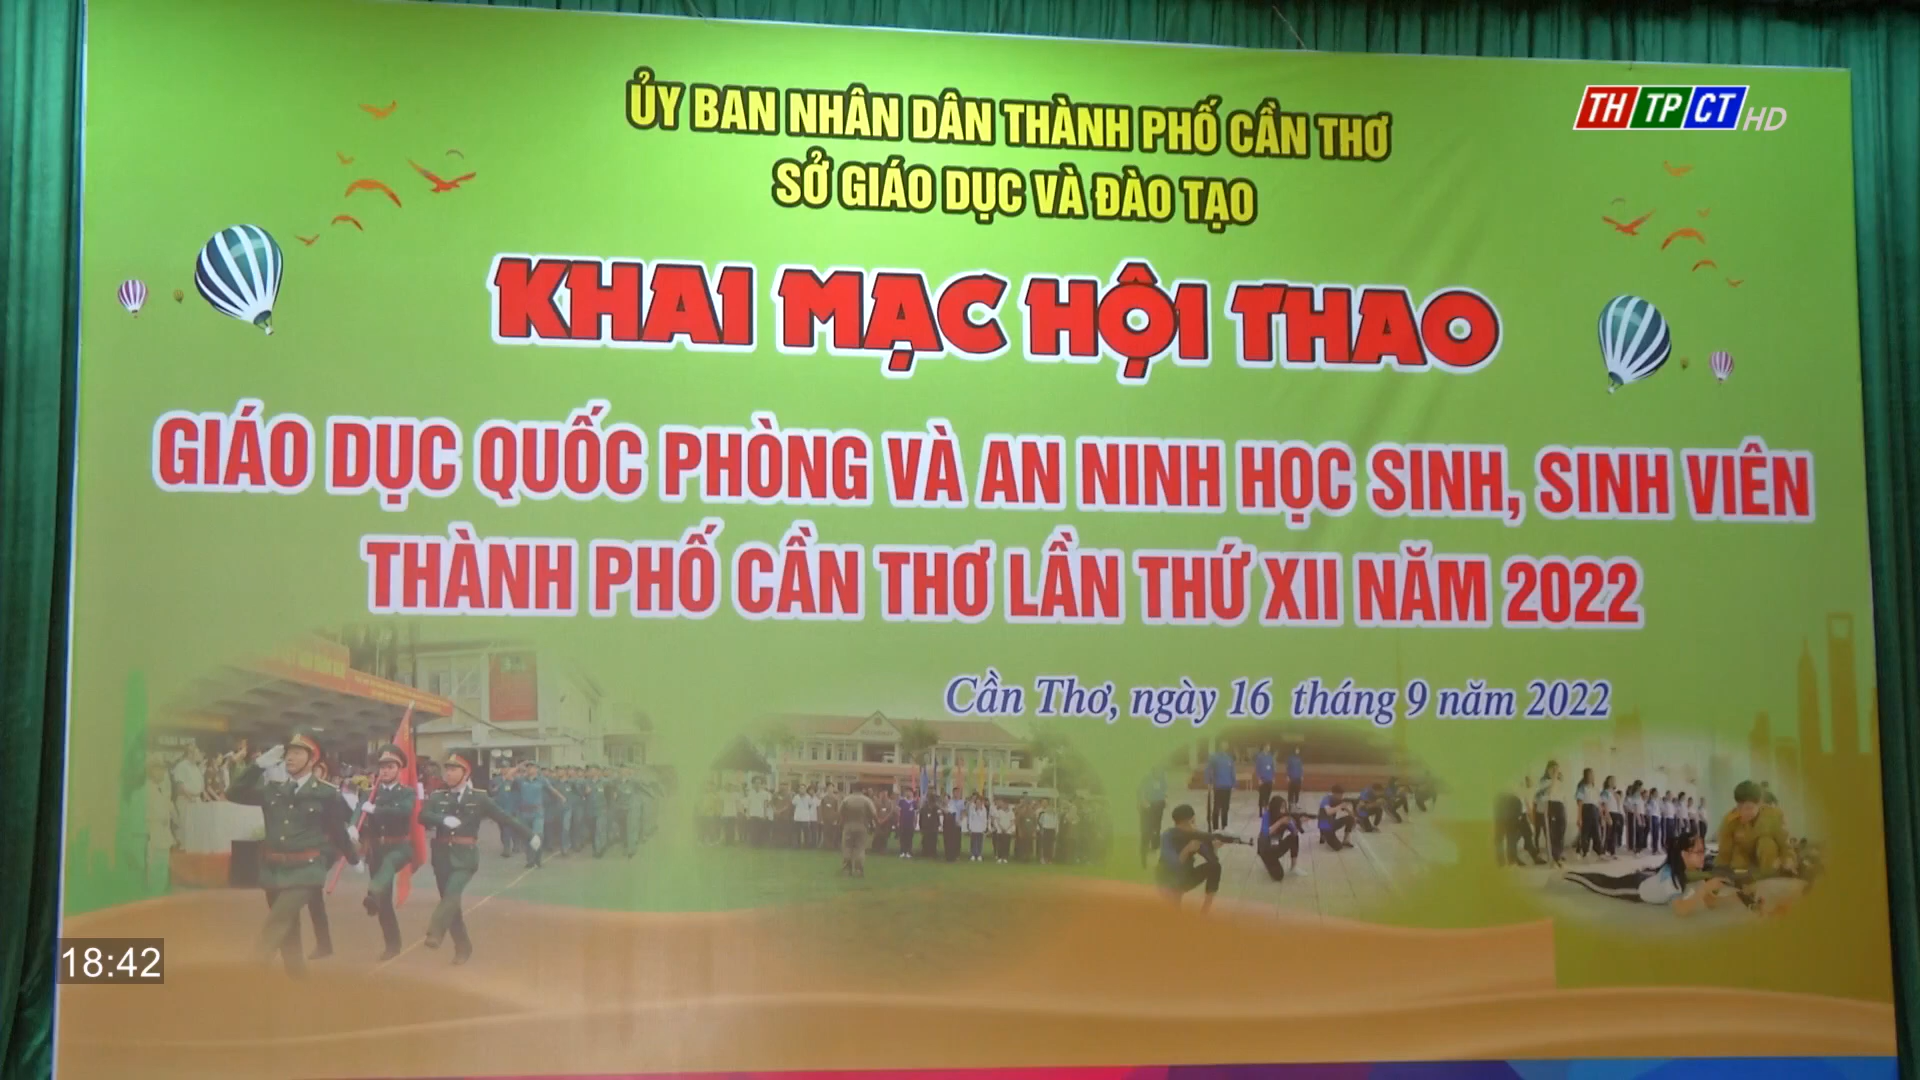 ỦY BAN NHÂN DÂN THÀNH PHỐ CẦN THƠ
SỞ GIÁO DỤC VÀ ĐÀO TẠO
THTPCT HD
KHAI MẠC HỘI THAO
GIÁO DỤC QUỐC PHÒNG VÀ AN NINH HỌC SINH, SINH VIÊN
THÀNH PHỐ CẦN THƠ LẦN THỨ XII NĂM 2022
Cần Thơ, ngày 16 tháng 9 năm 2022
18:42